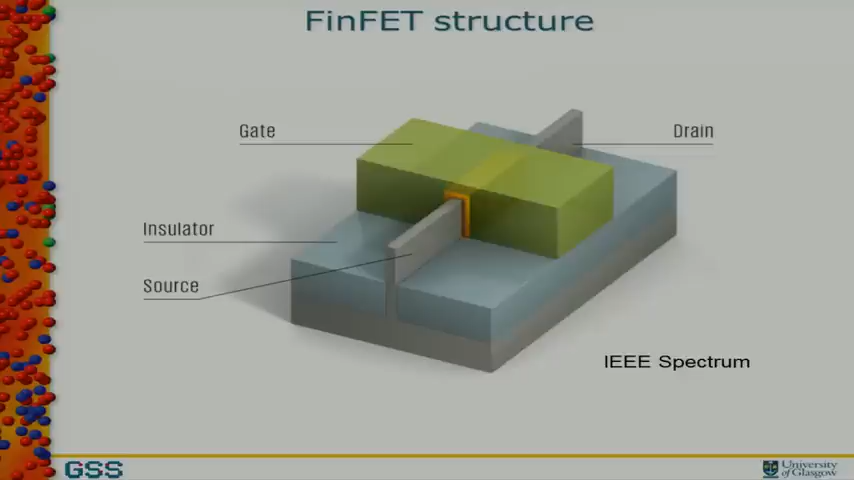 FinFET structure
Gate
Drain
Insulator
Source
IEEE Spectrum
GSS
University
of Glasgow